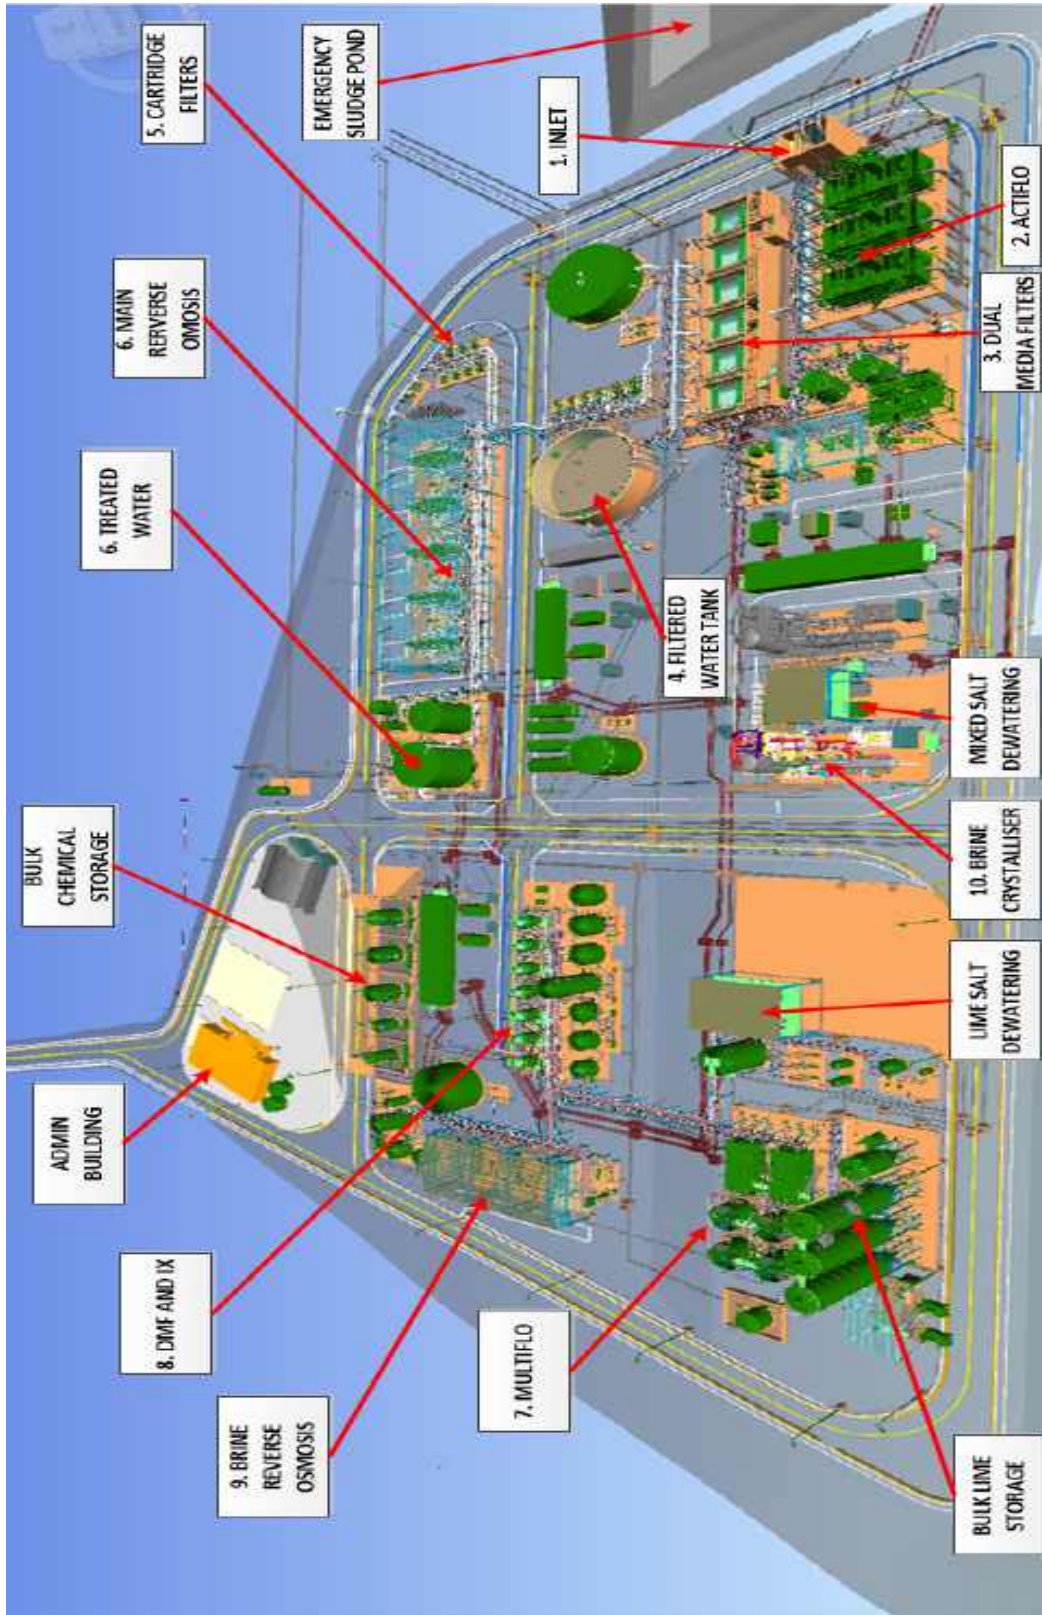 ADMIN
BUILDING
BULK
CHEMICAL
STORAGE
6. TREATED
WATER
6. MAIN
RERVERSE
OMOSIS
5. CARTRIDGE
FILTERS
8. DMF AND IX
9. BRINE
REVERSE
OSMOSIS
EMERGENCY
SLUDGE POND
7. MULTIFLO
1. INLET
4. FILTERED
WATER TANK
BULK LIME
STORAGE
LIME SALT
DEWATERING
10. BRINE
CRYSTALLISER
MIXED SALT
DEWATERING
3. DUAL
MEDIA FILTERS
2. ACTIFLO